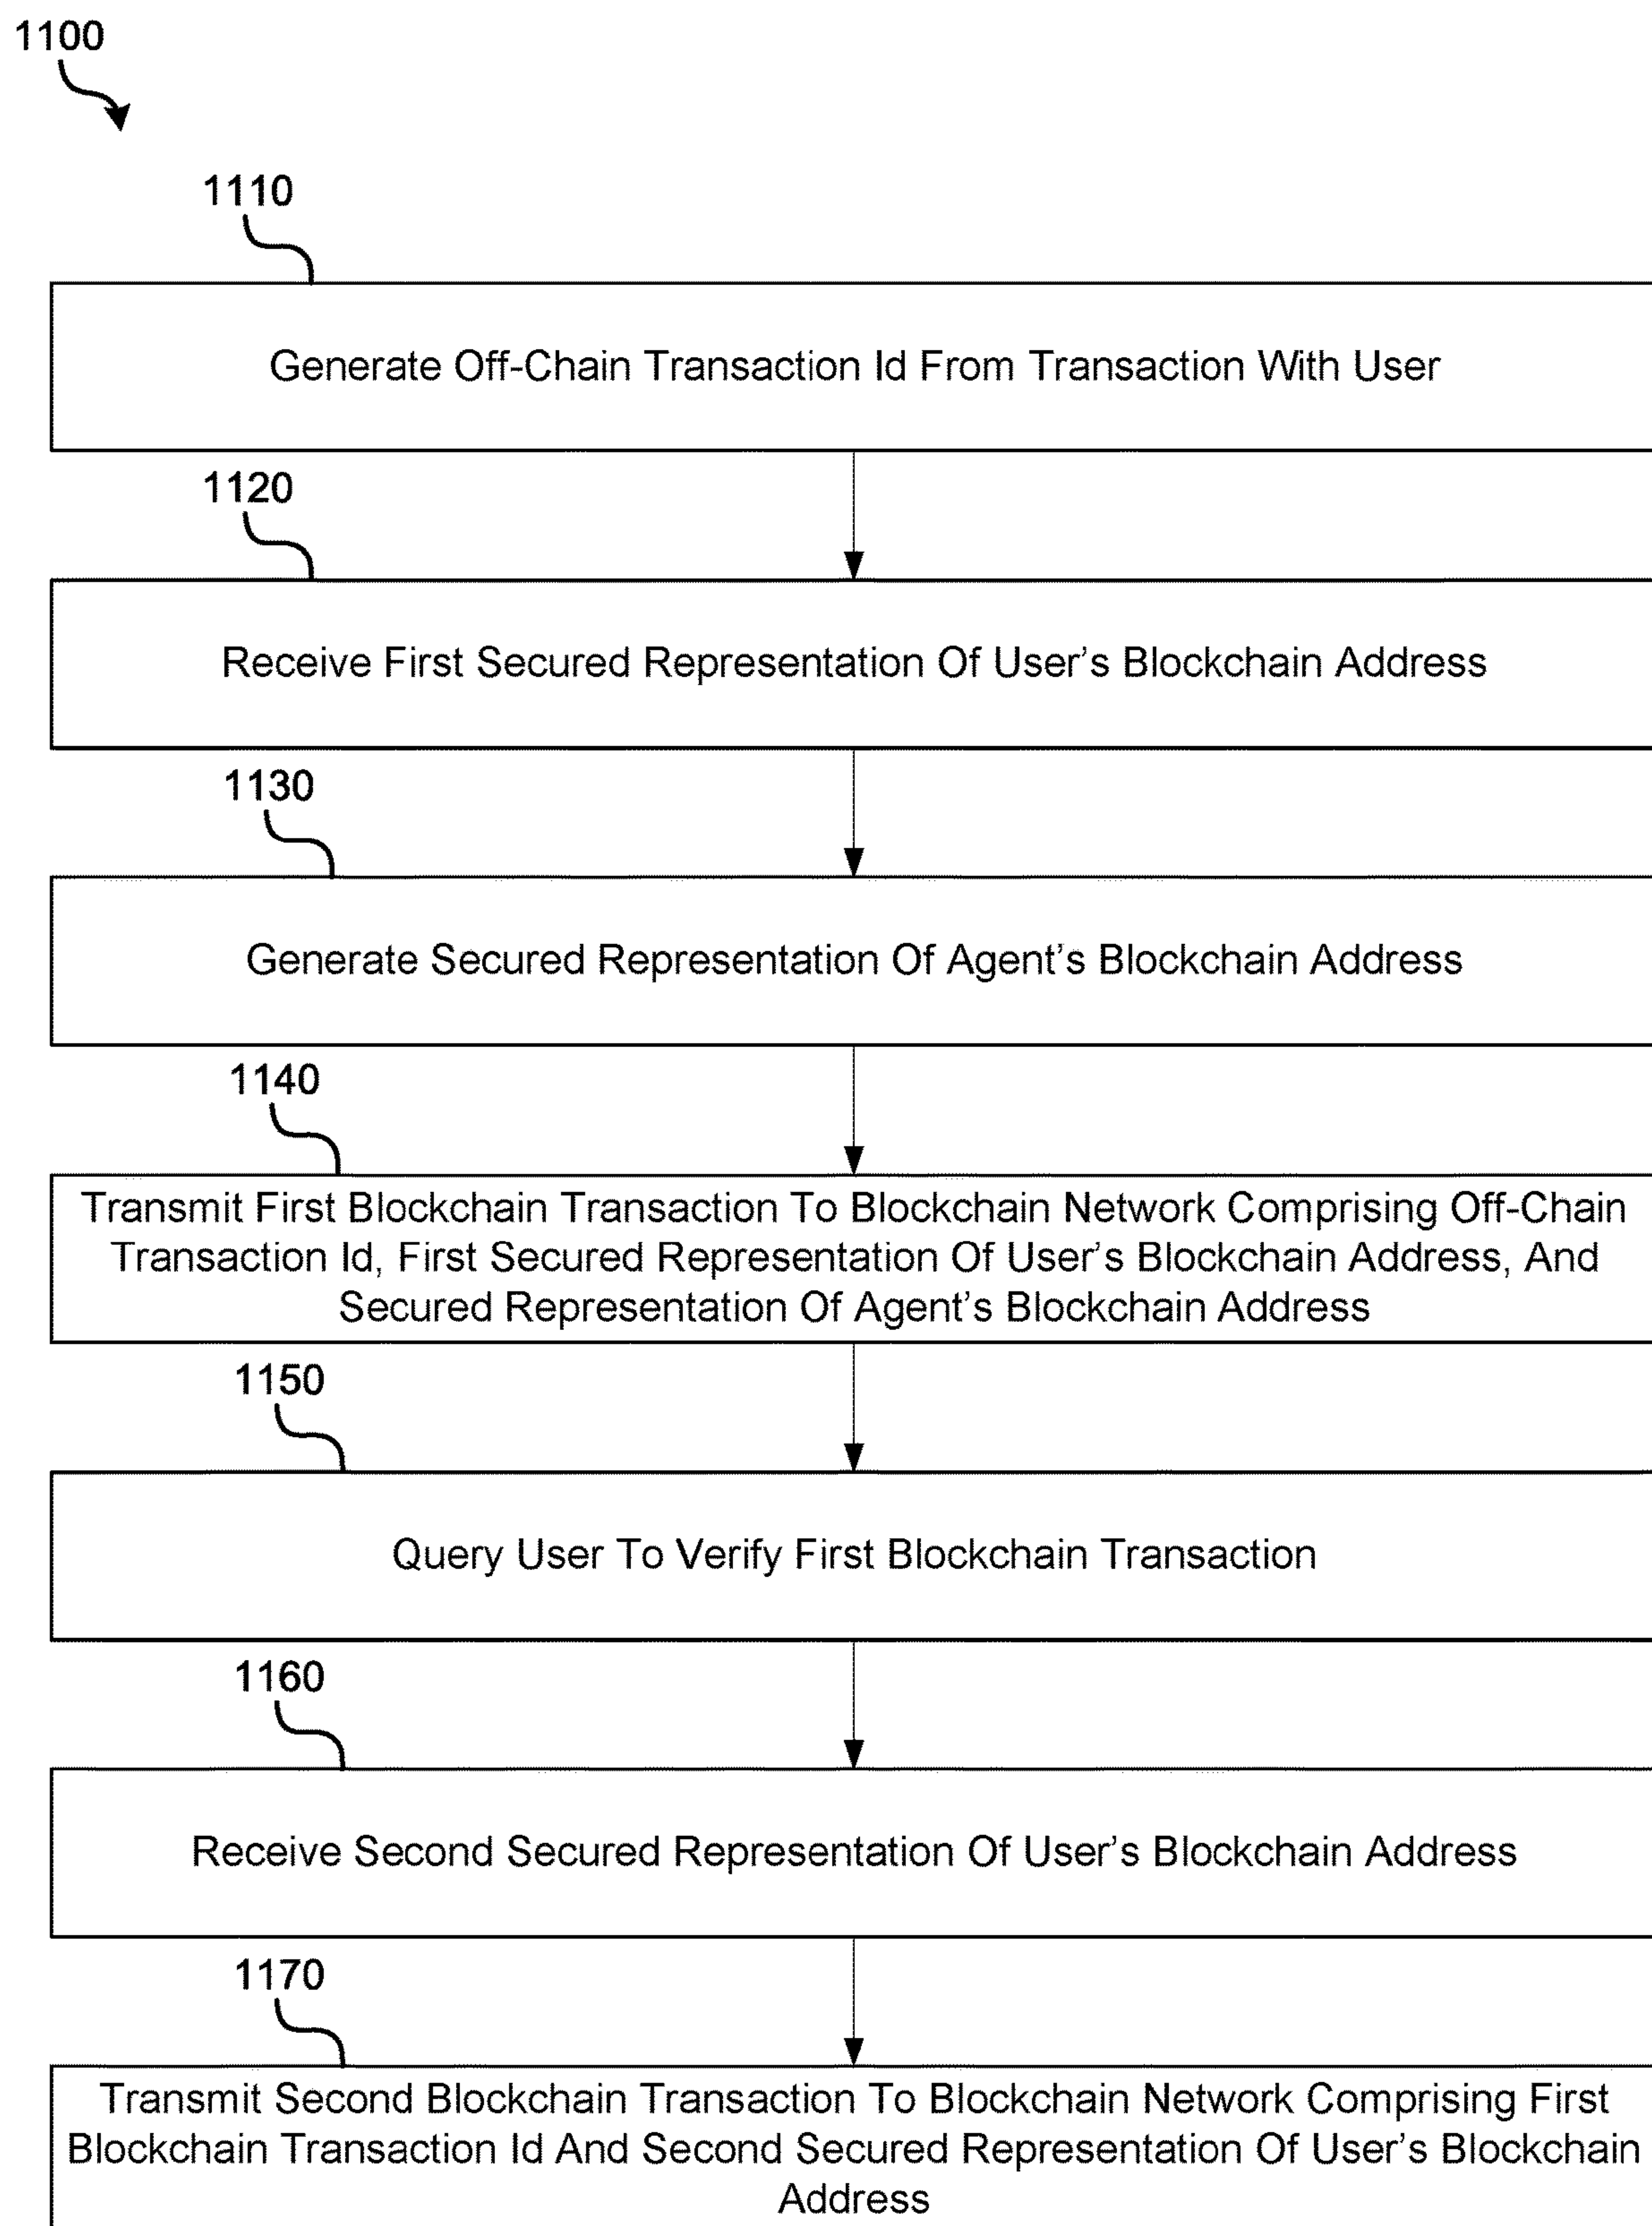 1100
1110
Generate Off-Chain Transaction Id From Transaction With User
1120
Receive First Secured Representation Of User's Blockchain Address
1130
Generate Secured Representation Of Agent's Blockchain Address
1140
Transmit First Blockchain Transaction To Blockchain Network Comprising Off-Chain
Transaction Id, First Secured Representation Of User's Blockchain Address, And
Secured Representation Of Agent's Blockchain Address
1150
Query User To Verify First Blockchain Transaction
1160
Receive Second Secured Representation Of User's Blockchain Address
1170
Transmit Second Blockchain Transaction To Blockchain Network Comprising First
Blockchain Transaction Id And Second Secured Representation Of User's Blockchain
Address